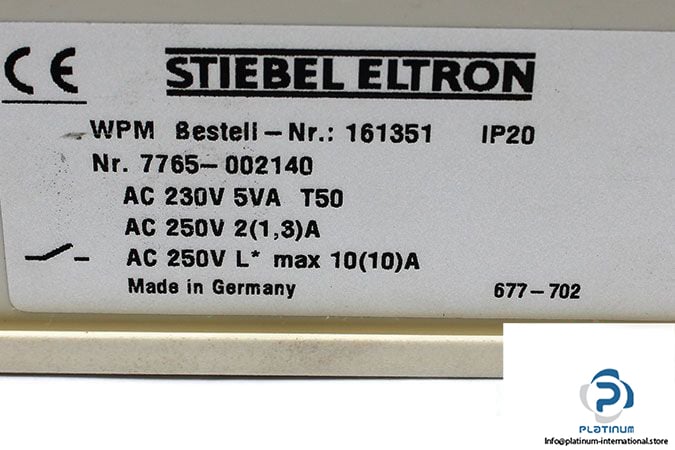 CE STIEBEL ELTRON
WPM Bestell-Nr.: 161351 IP20
Nr. 7765-002140
AC 230V 5VA T50
AC 250V 2(1,3)A
AC 250V L* max 10(10)A
Made in Germany 677-702
PLATINUM
Info@platinum-international.store